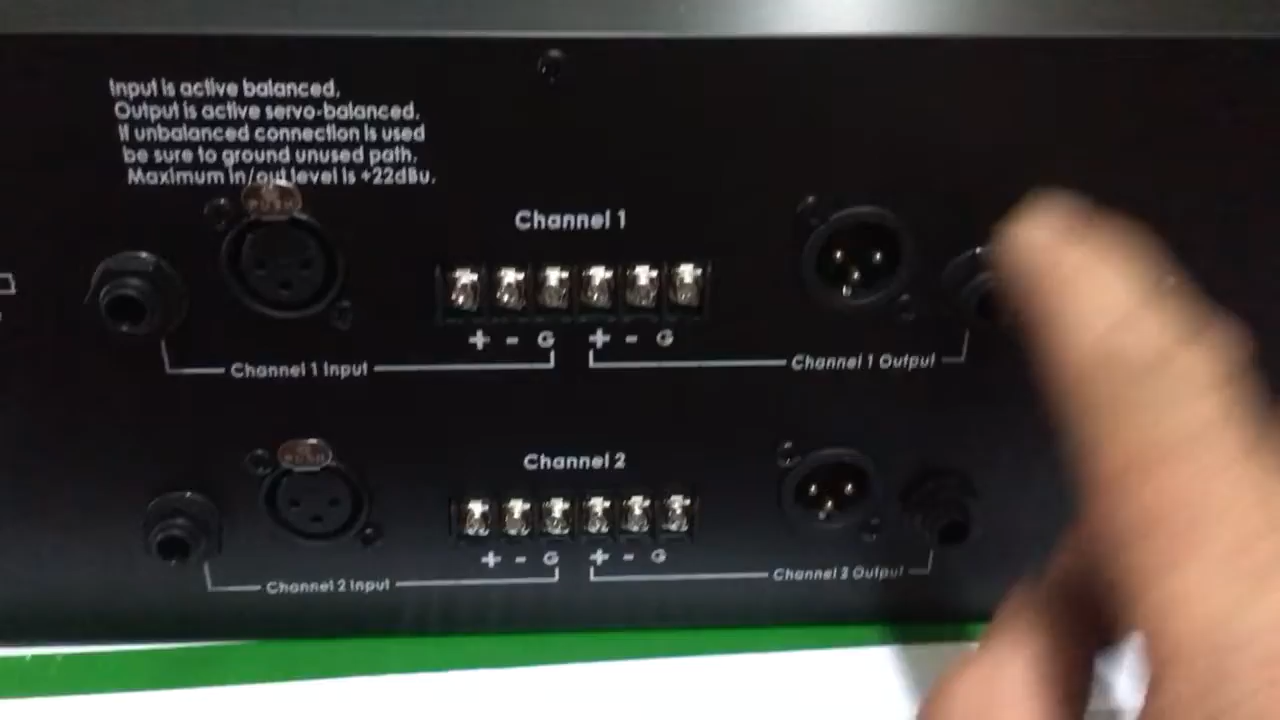 Input is active balanced.
Output is active servo-balanced.
If unbalanced connection is used
be sure to ground unused path.
Maximum in/out level is +22dBu.
PUSH
Channel 1
+ - G + - G
Channel 1 Input
Channel 1 Output
PUSH
Channel 2
+ - G + - G
Channel 2 Input
Channel 2 Output